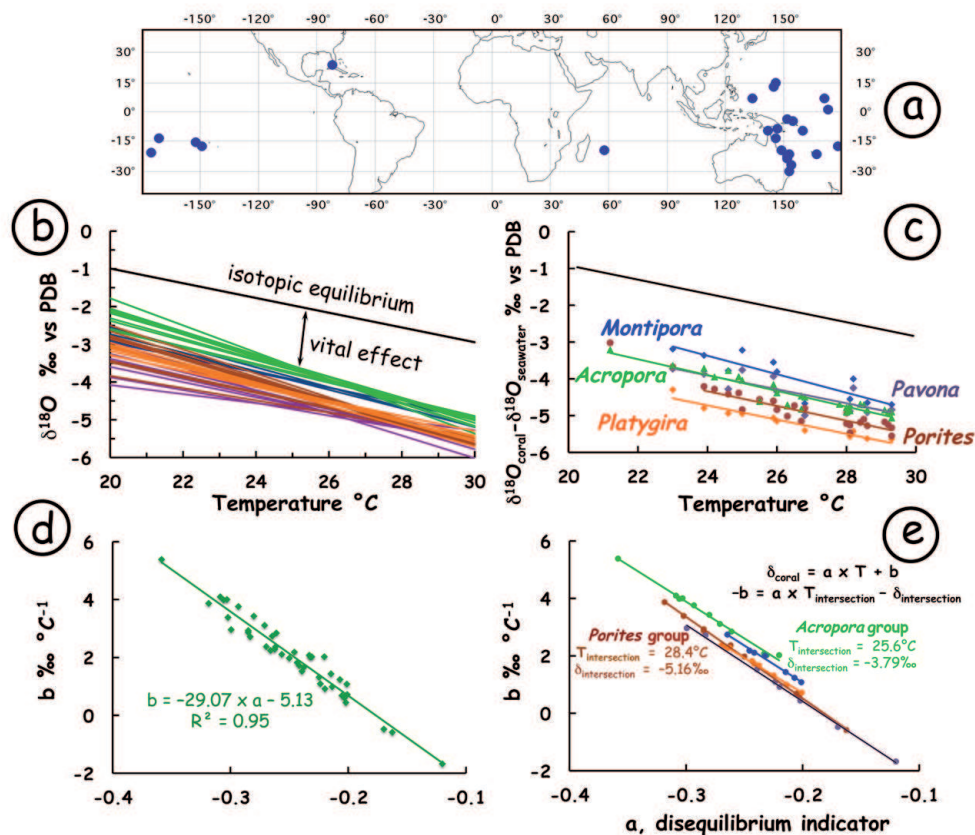 -150° -120° -90° -60° -30° 0° 30° 60° 90° 120° 150°
30° 30°
15° 15°
0° 0°
-15° -15°
-30° -30°
-150° -120° -90° -60° -30° 0° 30° 60° 90° 120° 150°
a
b
δ¹⁸O ‰ vs PDB
0
-1
-2
-3
-4
-5
-6
isotopic equilibrium
vital effect
20 22 24 26 28 30
Temperature °C
c
δ¹⁸Ocoral-δ¹⁸Oseawater ‰ vs PDB
0
-1
-2
-3
-4
-5
-6
Montipora
Acropora
Pavona
Platygira
Porites
20 22 24 26 28 30
Temperature °C
d
b ‰ °C⁻¹
6
4
2
0
-2
b = -29.07 x a - 5.13
R² = 0.95
-0.4 -0.3 -0.2 -0.1
e
b ‰ °C⁻¹
6
4
2
0
-2
δcoral = a x T + b
-b = a x Tintersection - δintersection
Acropora group
Tintersection = 25.6°C
δintersection = -3.79‰
Porites group
Tintersection = 28.4°C
δintersection = -5.16‰
-0.4 -0.3 -0.2 -0.1
a, disequilibrium indicator